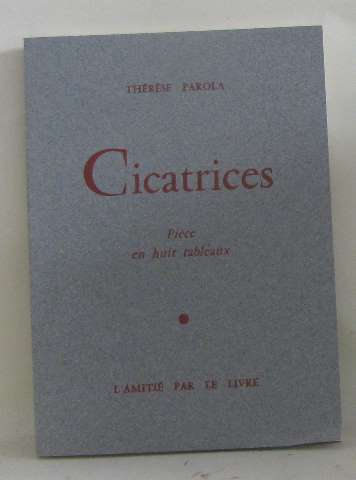 THÉRÈSE PAROLA
Cicatrices
Pièce
en huit tableaux
L'AMITIÉ PAR LE LIVRE